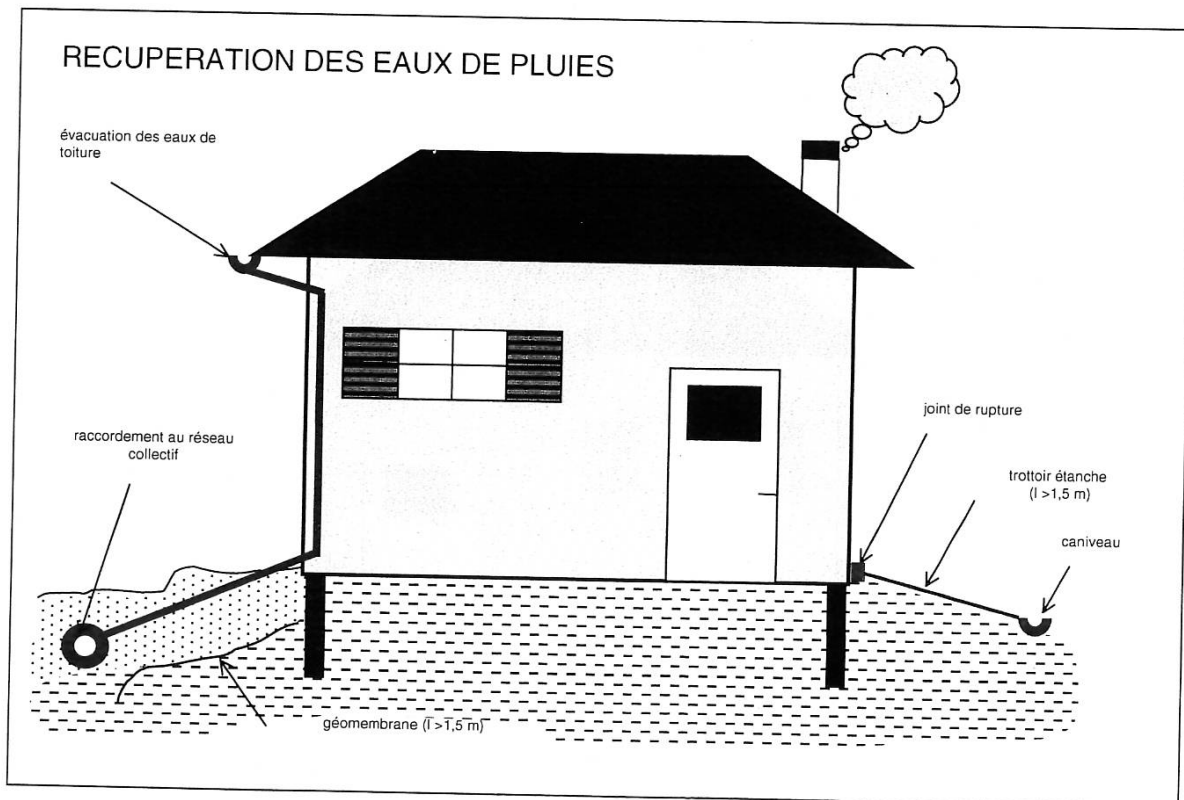 RECUPERATION DES EAUX DE PLUIES
évacuation des eaux de
toiture
raccordement au réseau
collectif
joint de rupture
trottoir étanche
(l >1,5 m)
caniveau
géomembrane (l >1,5 m)